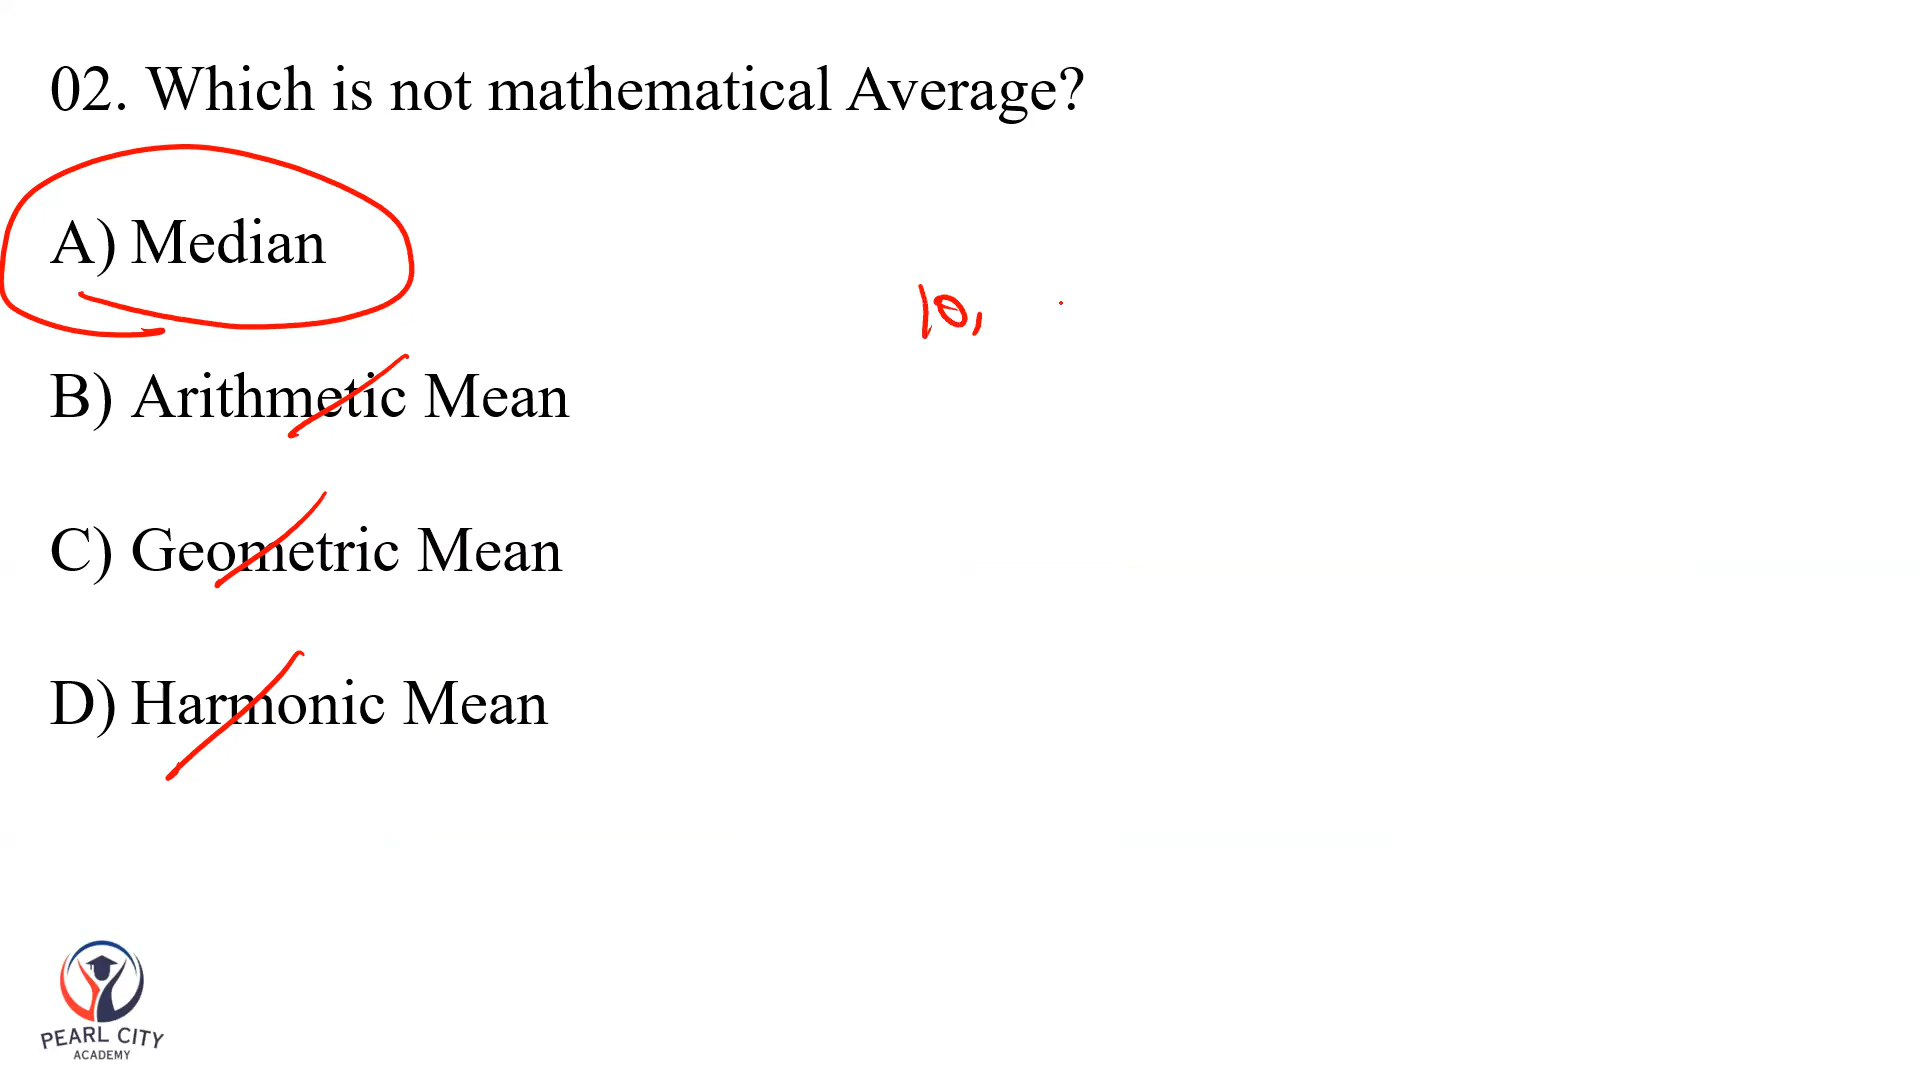 02. Which is not mathematical Average?
A) Median
10,
B) Arithmetic Mean
C) Geometric Mean
D) Harmonic Mean
PEARL CITY
ACADEMY